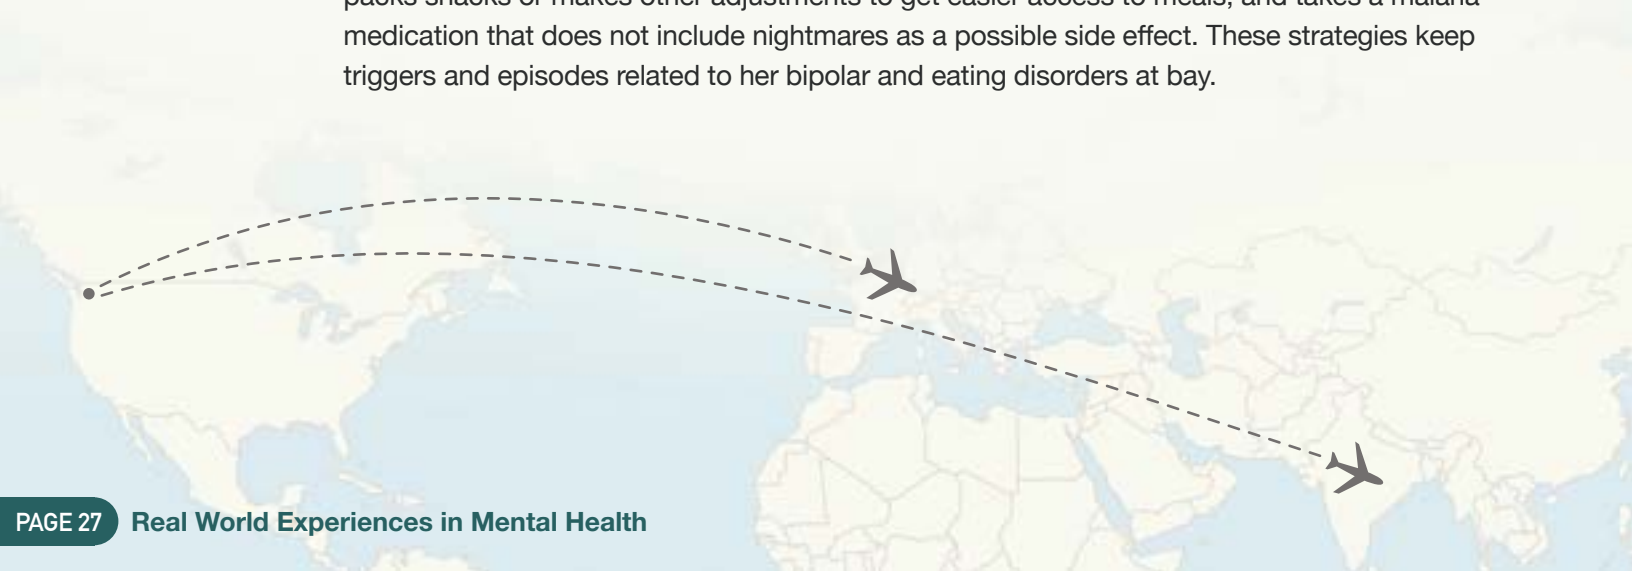 packs snacks or makes other adjustments to get easier access to meals, and takes a malaria
medication that does not include nightmares as a possible side effect. These strategies keep
triggers and episodes related to her bipolar and eating disorders at bay.
PAGE 27 Real World Experiences in Mental Health